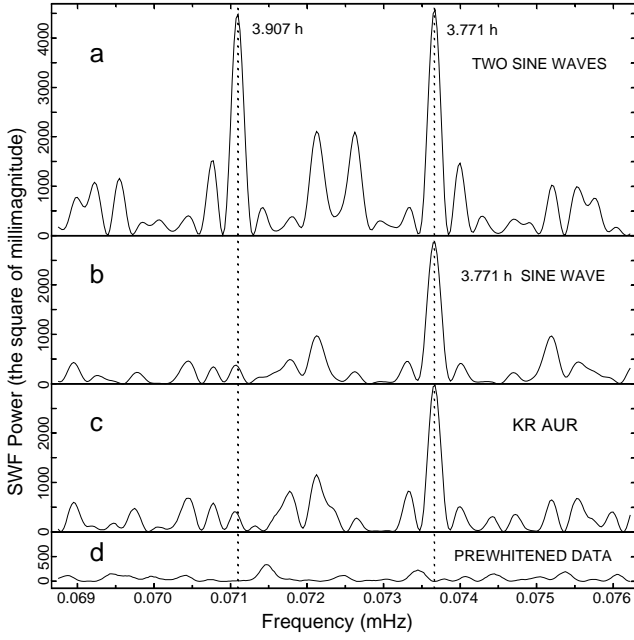 SWF Power (the square of millimagnitude)
4000
3000
2000
1000
0
a
3.907 h
3.771 h
TWO SINE WAVES
2000
1000
0
b
3.771 h SINE WAVE
2000
1000
0
c
KR AUR
500
0
d
PREWHITENED DATA
0.069 0.070 0.071 0.072 0.073 0.074 0.075 0.076
Frequency (mHz)